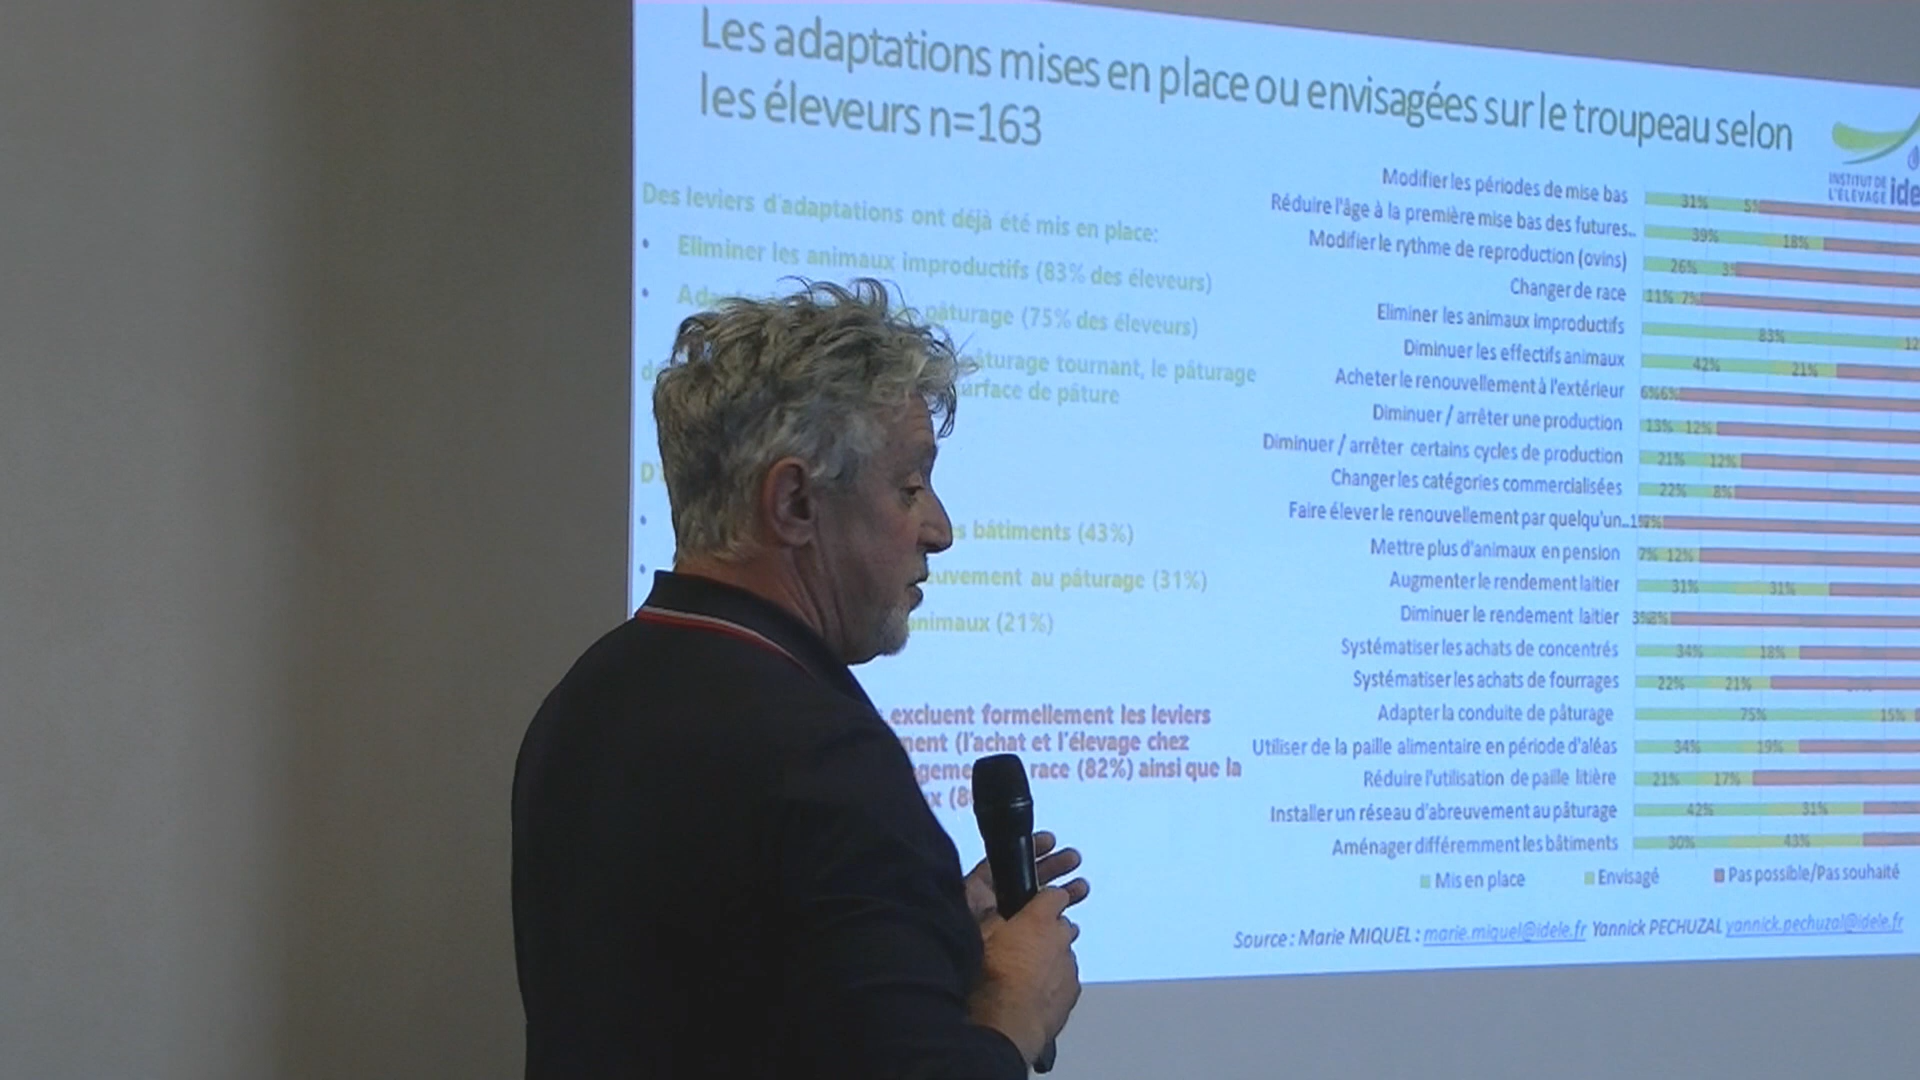 Les adaptations mises en place ou envisagées sur le troupeau selon
les éleveurs n=163
INSTITUT DE
L'ÉLEVAGE ide
Des leviers d'adaptations ont déjà été mis en place:
• Eliminer les animaux improductifs (83% des éleveurs)
• pâturage (75% des éleveurs)
pâturage tournant, le pâturage
surface de pâture
bâtiments (43%)
au pâturage (31%)
animaux (21%)
excluent formellement les leviers
(l'achat et l'élevage chez
race (82%) ainsi que la
Modifier les périodes de mise bas 31% 5%
Réduire l'âge à la première mise bas des futures.. 39% 18%
Modifier le rythme de reproduction (ovins) 26% 3%
Changer de race 11% 7%
Eliminer les animaux improductifs 83% 12
Diminuer les effectifs animaux 42% 21%
Acheter le renouvellement à l'extérieur 6% 6%
Diminuer / arrêter une production 13% 12%
Diminuer / arrêter certains cycles de production 21% 12%
Changer les catégories commercialisées 22% 8%
Faire élever le renouvellement par quelqu'un..
Mettre plus d'animaux en pension 7% 12%
Augmenter le rendement laitier 31% 31%
Diminuer le rendement laitier
Systématiser les achats de concentrés 34% 18%
Systématiser les achats de fourrages 22% 21%
Adapter la conduite de pâturage 75% 15%
Utiliser de la paille alimentaire en période d'aléas 34% 19%
Réduire l'utilisation de paille litière 21% 17%
Installer un réseau d'abreuvement au pâturage 42% 31%
Aménager différemment les bâtiments 30% 43%
Mis en place Envisagé Pas possible/Pas souhaité
Source : Marie MIQUEL : marie.miquel@idele.fr Yannick PECHUZAL yannick.pechuzal@idele.fr